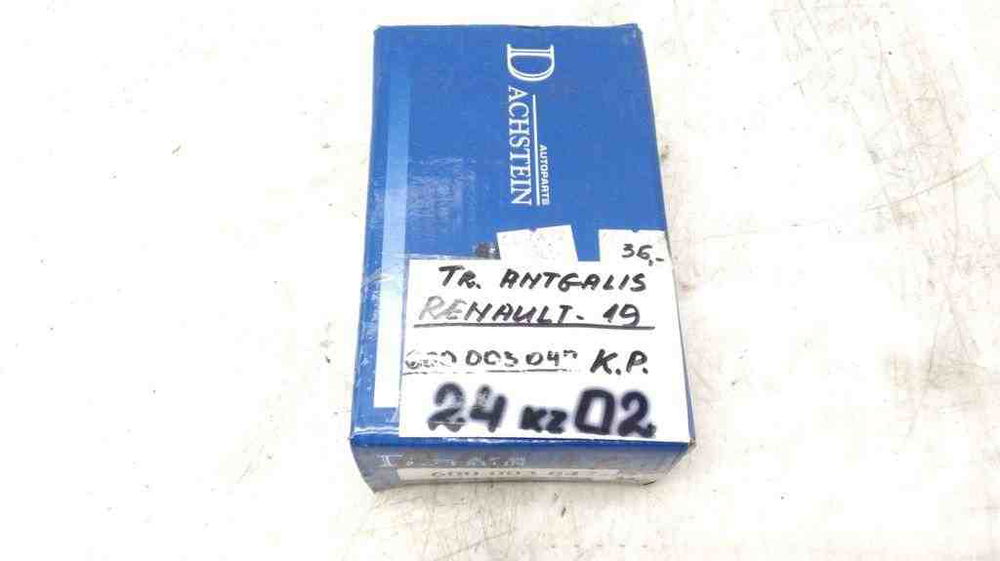 DACHSTEIN
AUTOPARTS
36,-
TR. ANTGALIS
RENAULT-19
K.P.
24 KZ 02